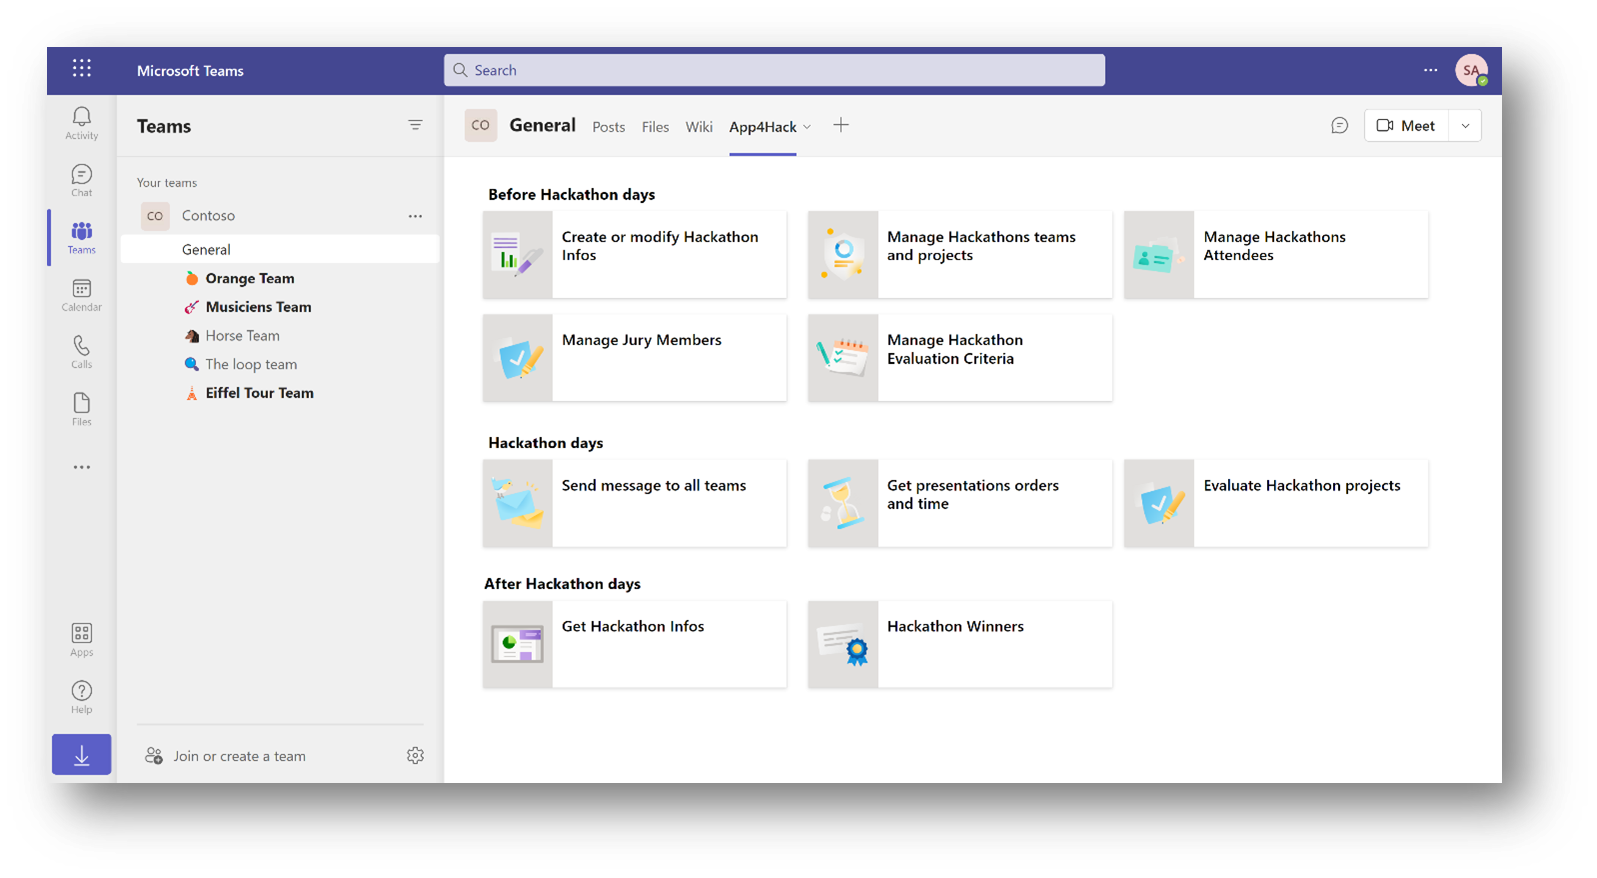 Microsoft Teams
Search
SA
Activity
Chat
Teams
Calendar
Calls
Files
Apps
Help
Teams
Your teams
CO Contoso
General
Orange Team
Musiciens Team
Horse Team
The loop team
Eiffel Tour Team
Join or create a team
CO General Posts Files Wiki App4Hack
Meet
Before Hackathon days
Create or modify Hackathon
Infos
Manage Hackathons teams
and projects
Manage Hackathons
Attendees
Manage Jury Members
Manage Hackathon
Evaluation Criteria
Hackathon days
Send message to all teams
Get presentations orders
and time
Evaluate Hackathon projects
After Hackathon days
Get Hackathon Infos
Hackathon Winners